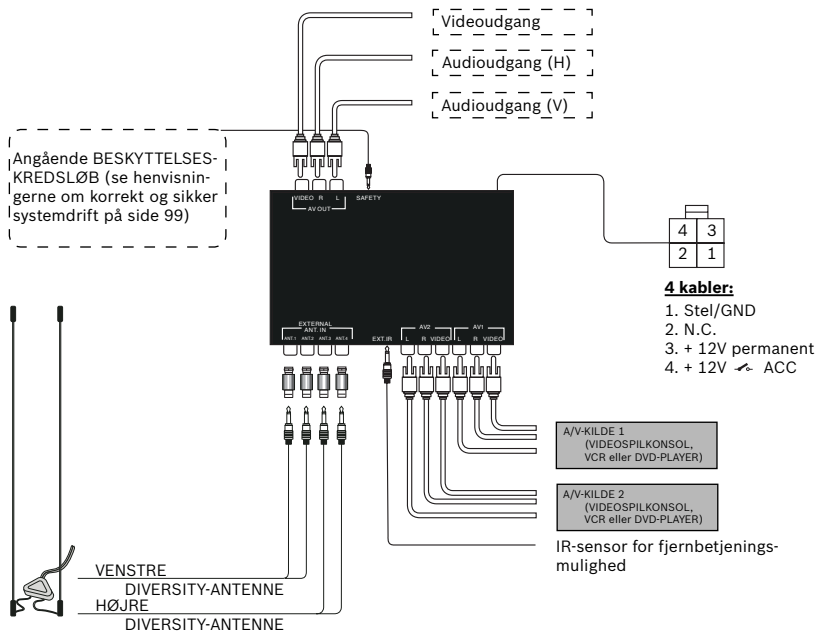 Videoudgang
Audioudgang (H)
Audioudgang (V)
Angående BESKYTTELSES-
KREDSLØB (se henvisnin-
gerne om korrekt og sikker
systemdrift på side 99)
VIDEO R L SAFETY
AV OUT
4 3
2 1
4 kabler:
1. Stel/GND
2. N.C.
3. + 12V permanent
4. + 12V ACC
EXTERNAL
ANT. IN
ANT.1 ANT.2 ANT.3 ANT.4
EXT.IR
AV2 AV1
L R VIDEO L R VIDEO
A/V-KILDE 1
(VIDEOSPILKONSOL,
VCR eller DVD-PLAYER)
A/V-KILDE 2
(VIDEOSPILKONSOL,
VCR eller DVD-PLAYER)
IR-sensor for fjernbetjenings-
mulighed
VENSTRE
DIVERSITY-ANTENNE
HØJRE
DIVERSITY-ANTENNE